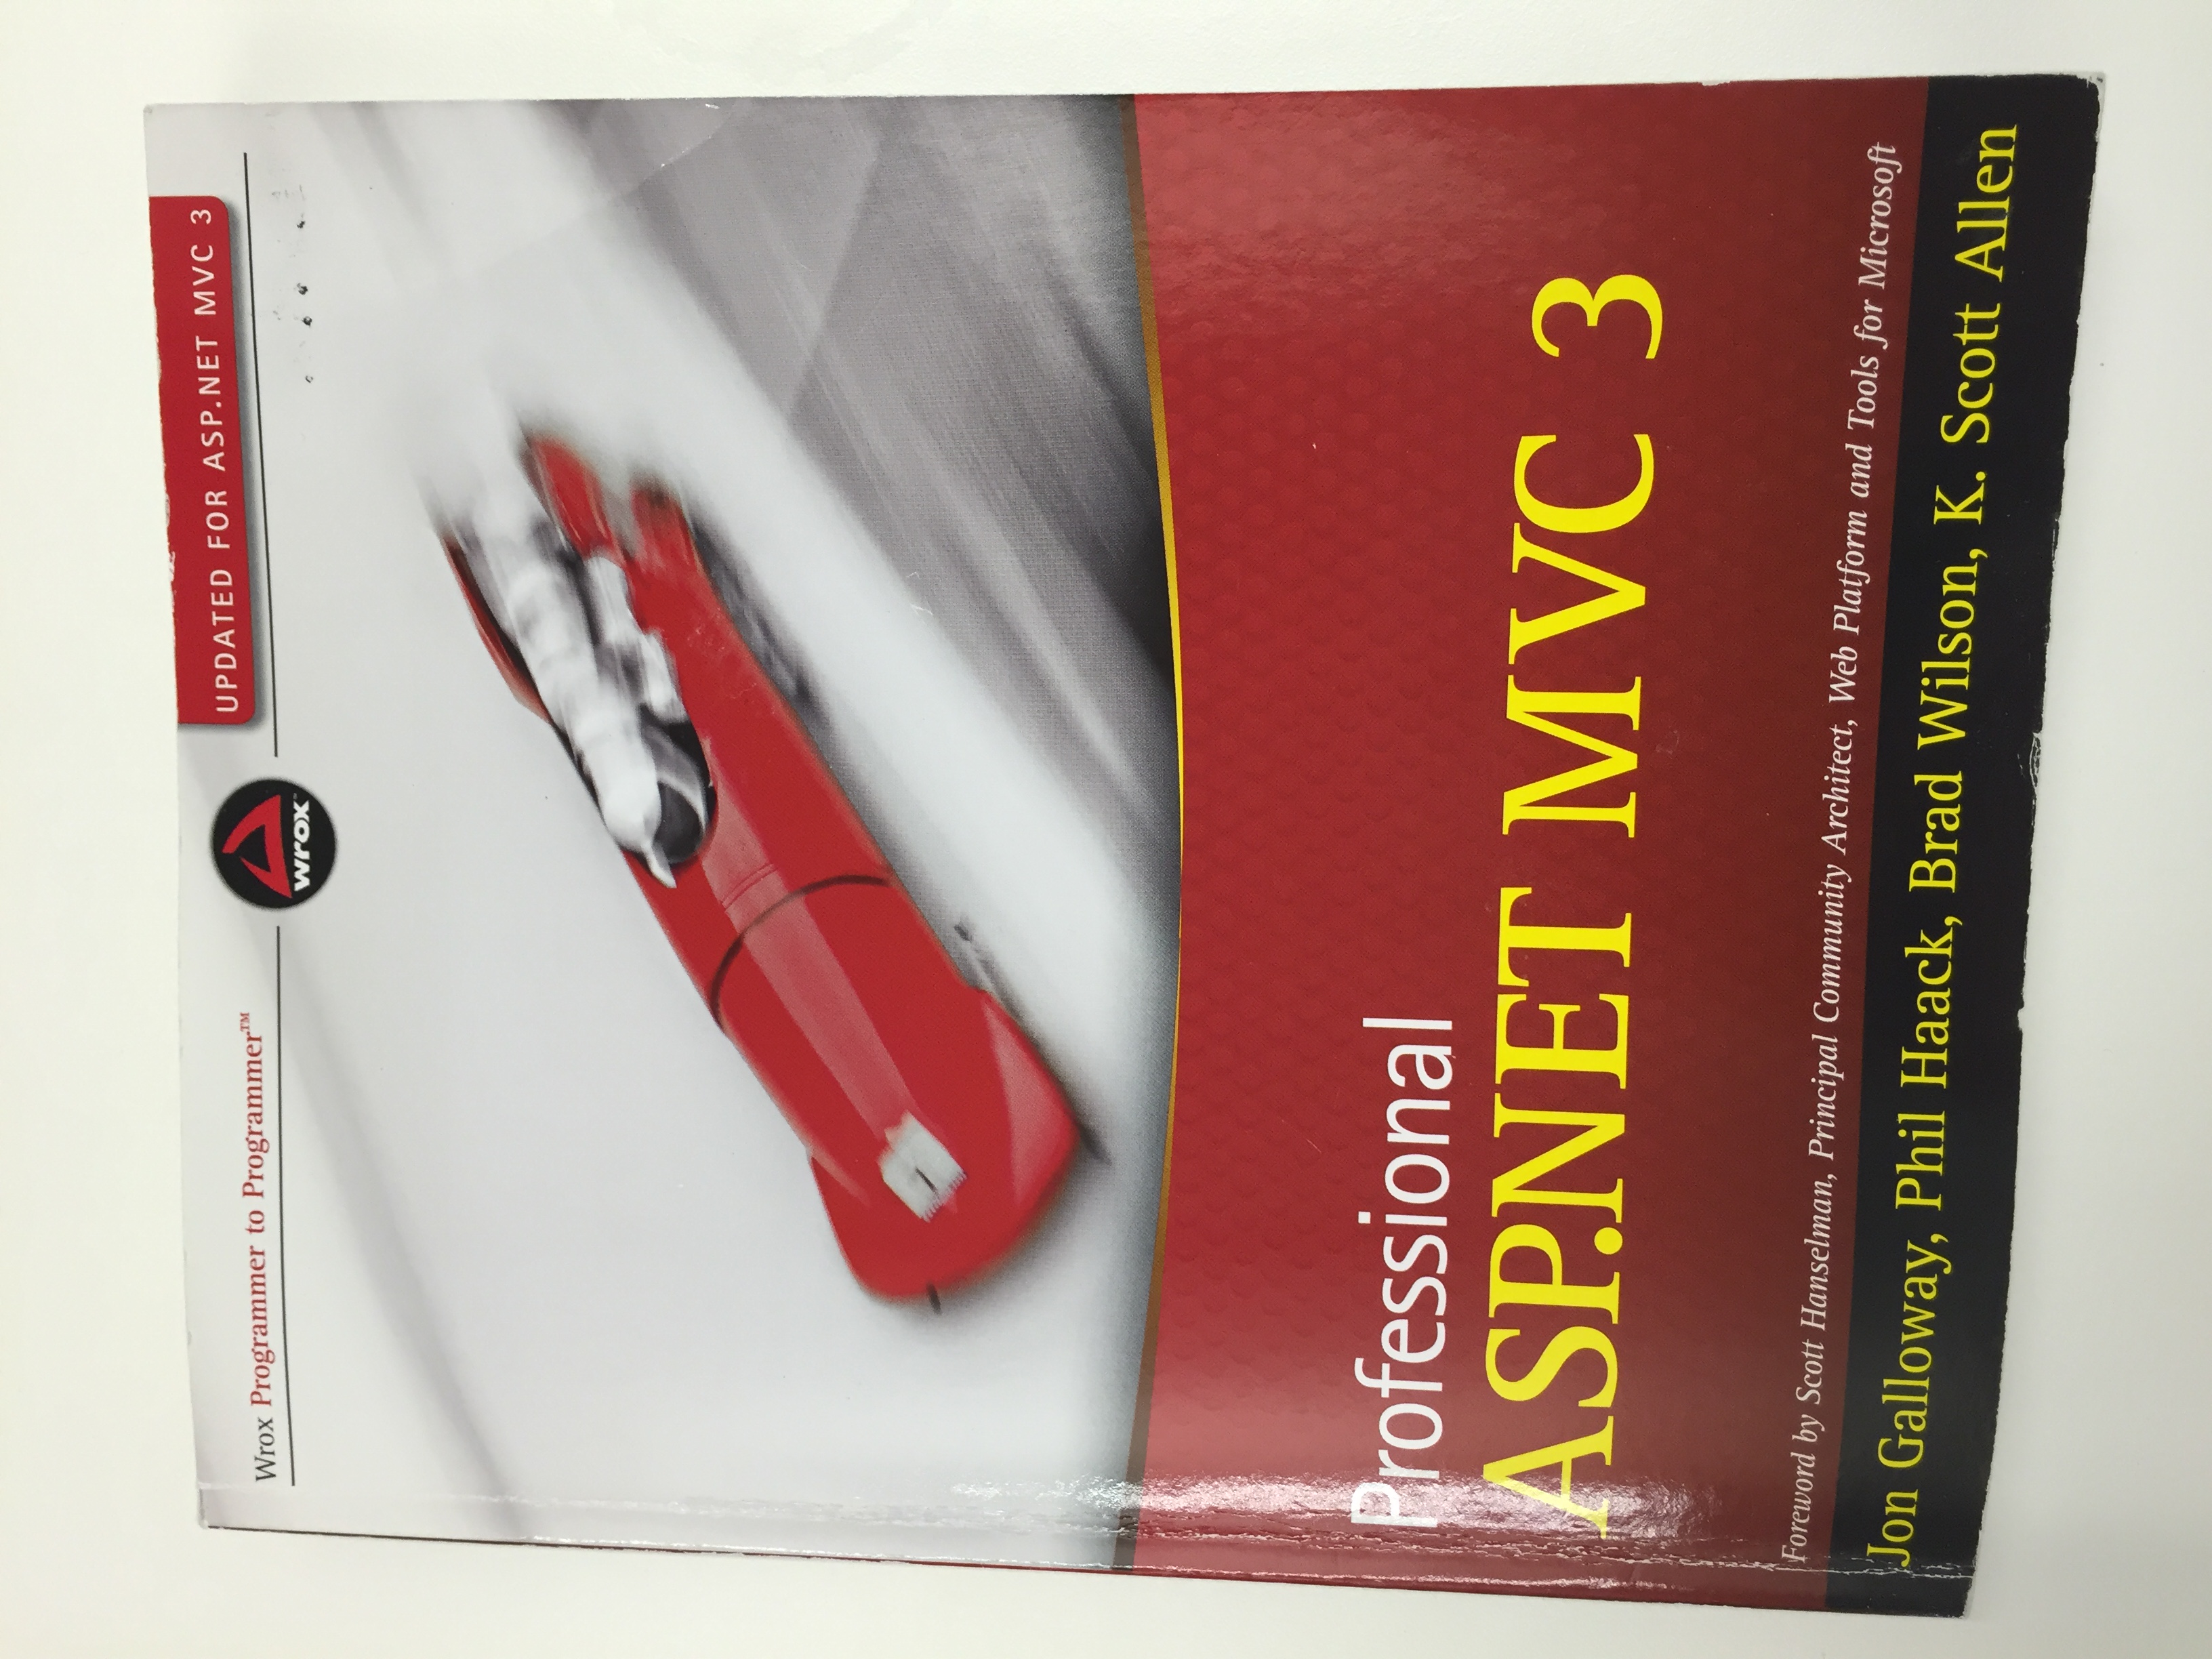 UPDATED FOR ASP.NET MVC 3
Wrox Programmer to Programmer™
wrox™
Professional
ASP.NET MVC 3
Foreword by Scott Hanselman, Principal Community Architect, Web Platform and Tools for Microsoft
Jon Galloway, Phil Haack, Brad Wilson, K. Scott Allen